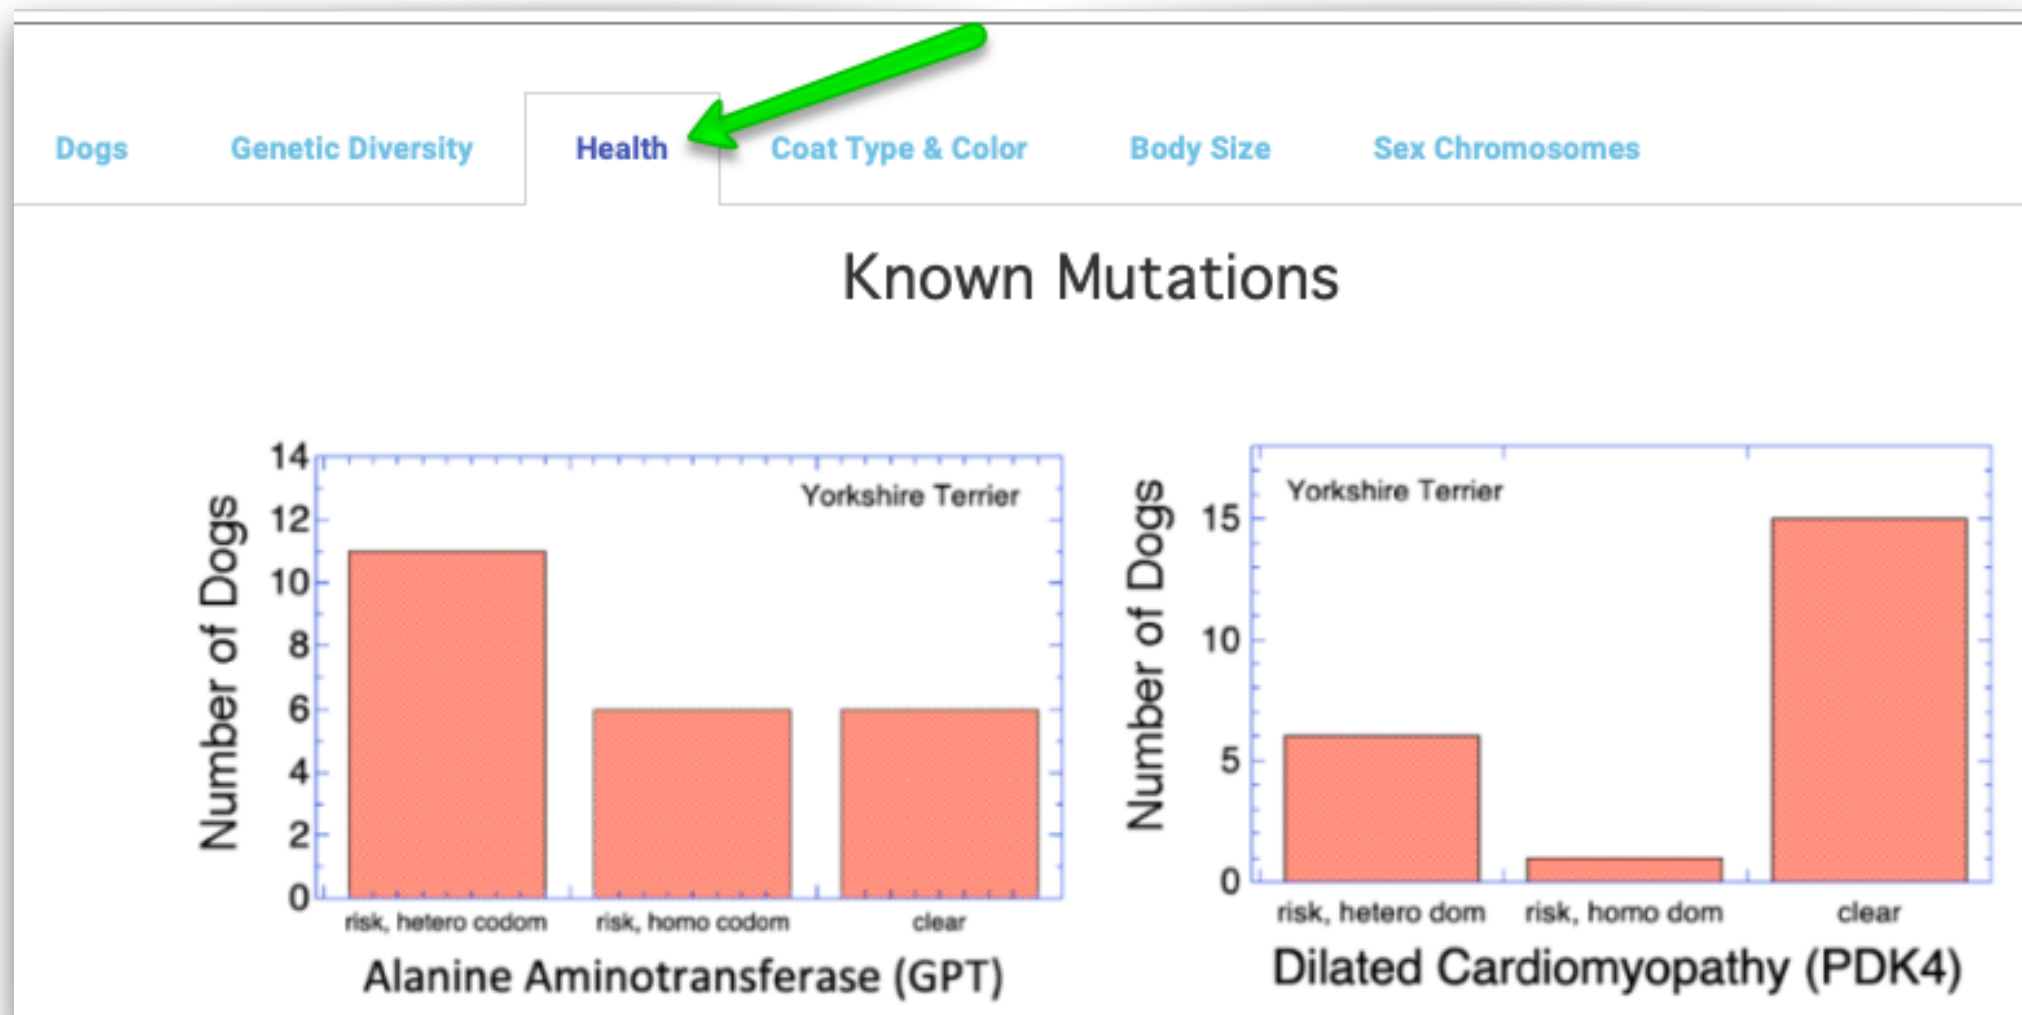 Dogs Genetic Diversity Health Coat Type & Color Body Size Sex Chromosomes
Known Mutations
Number of Dogs
14
12
10
8
6
4
2
0
Yorkshire Terrier
risk, hetero codom risk, homo codom clear
Alanine Aminotransferase (GPT)
Number of Dogs
15
10
5
0
Yorkshire Terrier
risk, hetero dom risk, homo dom clear
Dilated Cardiomyopathy (PDK4)